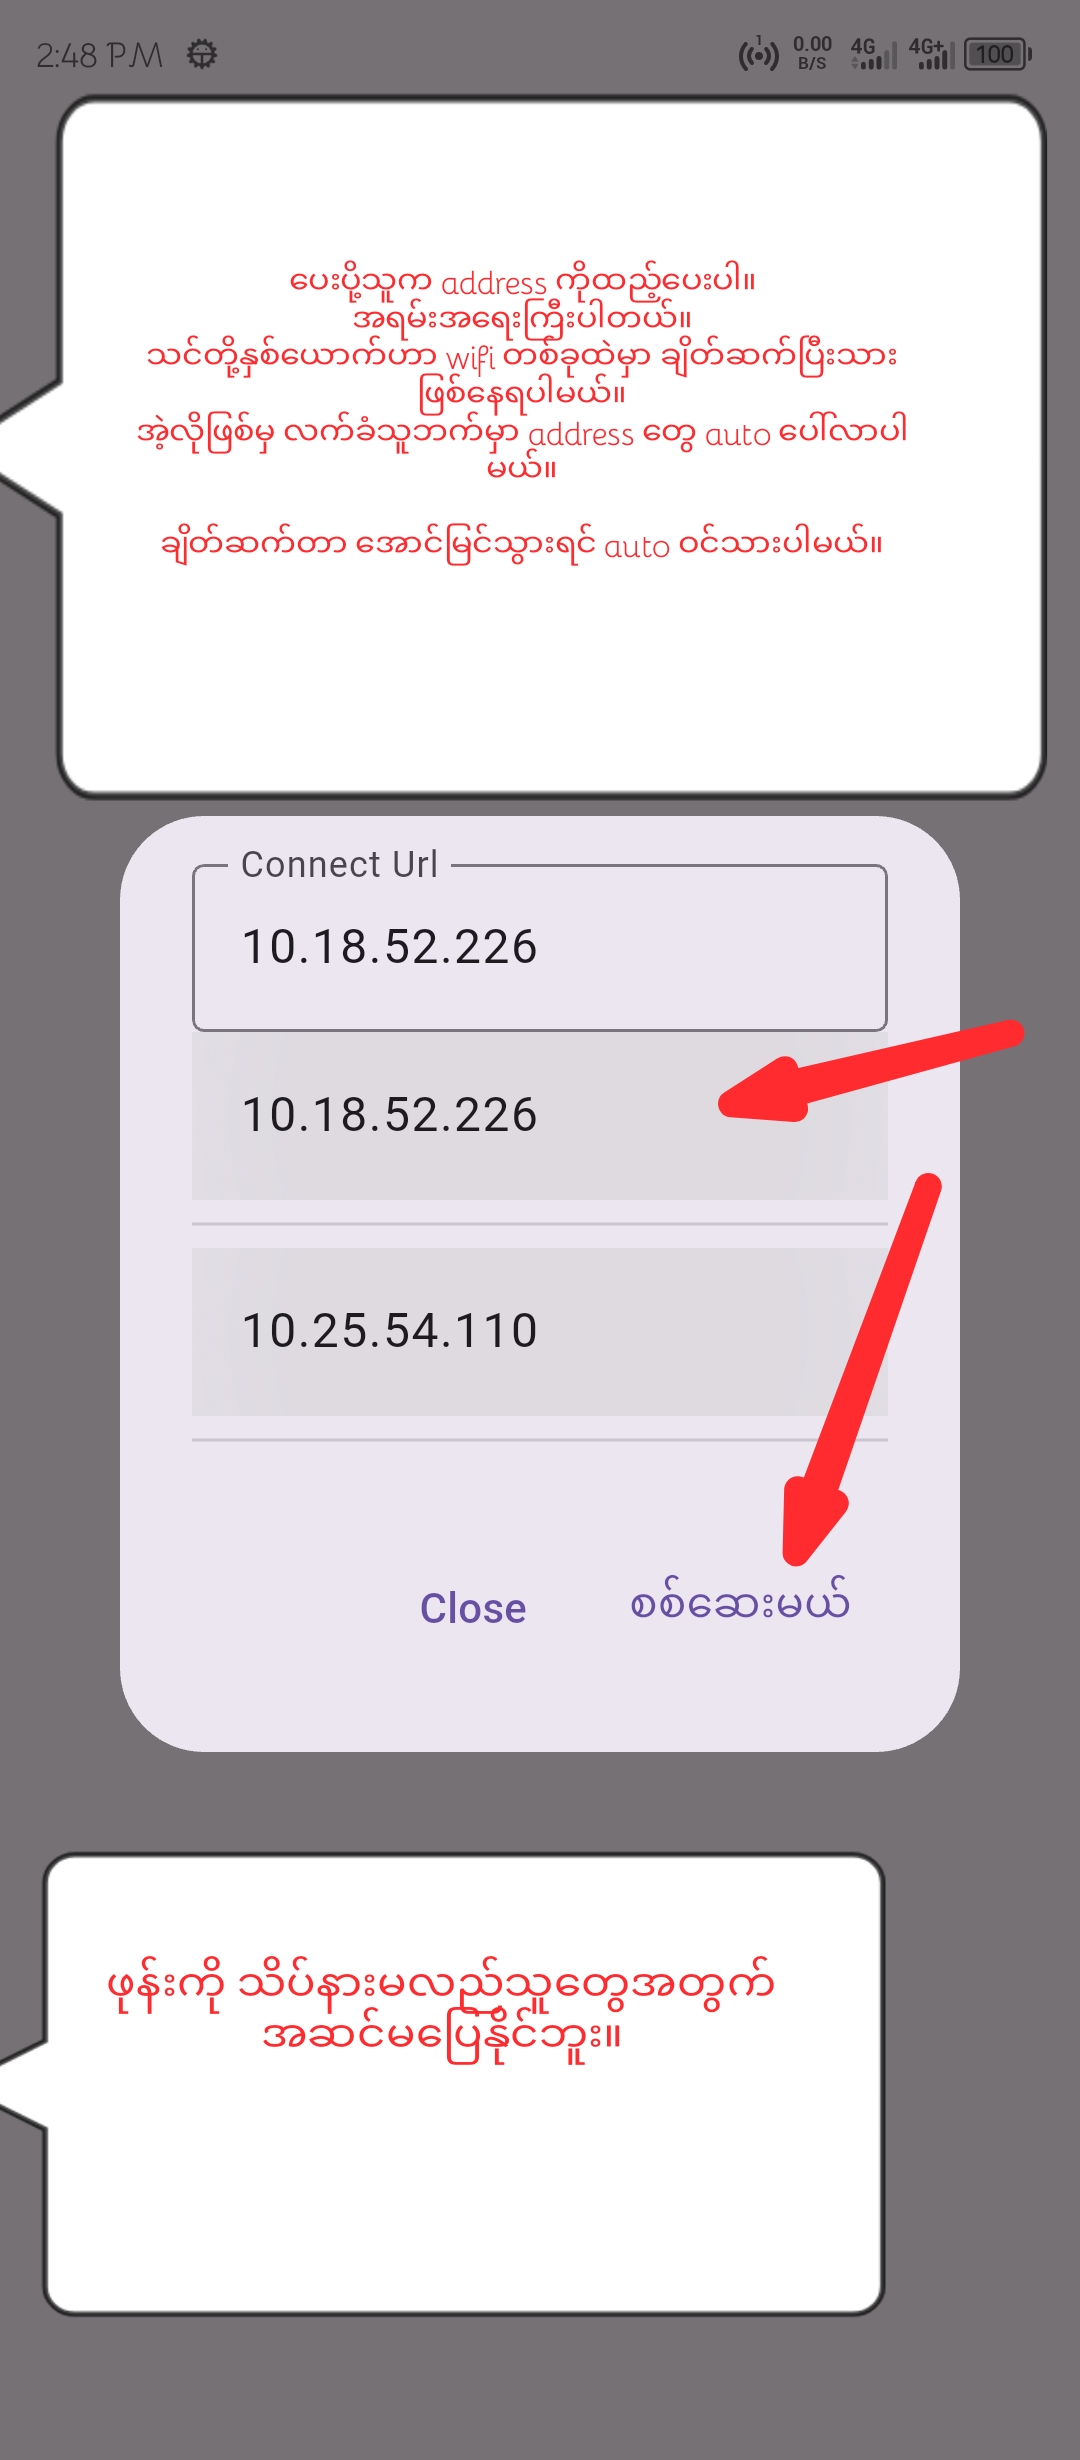 2:48 PM
1
0.00
B/S
4G
4G+
100
ပေးပို့သူက address ကိုထည့်ပေးပါ။
အရမ်းအရေးကြီးပါတယ်။
သင်တို့နှစ်ယောက်ဟာ wifi တစ်ခုထဲမှာ ချိတ်ဆက်ပြီးသား
ဖြစ်နေရပါမယ်။
အဲ့လိုဖြစ်မှ လက်ခံသူဘက်မှာ address တွေ auto ပေါ်လာပါ
မယ်။
ချိတ်ဆက်တာ အောင်မြင်သွားရင် auto ဝင်သားပါမယ်။
Connect Url
10.18.52.226
10.18.52.226
10.25.54.110
Close
စစ်ဆေးမယ်
ဖုန်းကို သိပ်နားမလည်သူတွေအတွက်
အဆင်မပြေနိုင်ဘူး။